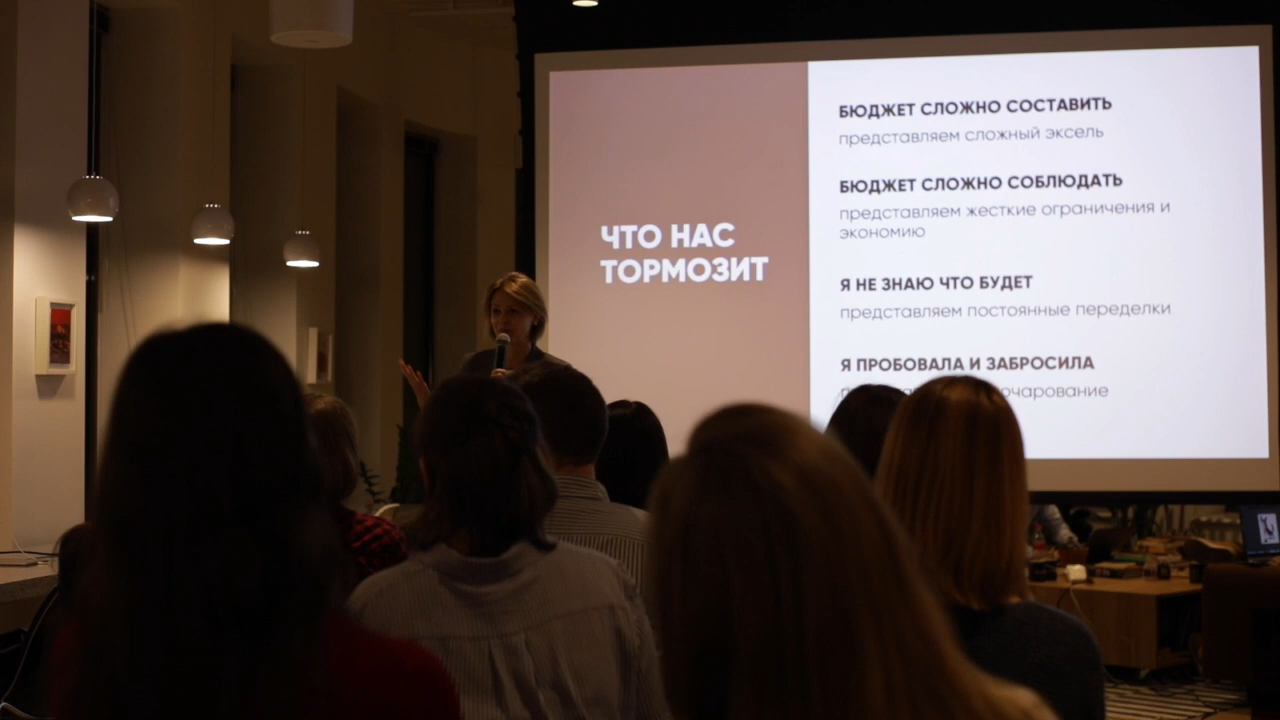 ЧТО НАС
ТОРМОЗИТ
БЮДЖЕТ СЛОЖНО СОСТАВИТЬ
представляем сложный эксель
БЮДЖЕТ СЛОЖНО СОБЛЮДАТЬ
представляем жесткие ограничения и
экономию
Я НЕ ЗНАЮ ЧТО БУДЕТ
представляем постоянные переделки
Я ПРОБОВАЛА И ЗАБРОСИЛА